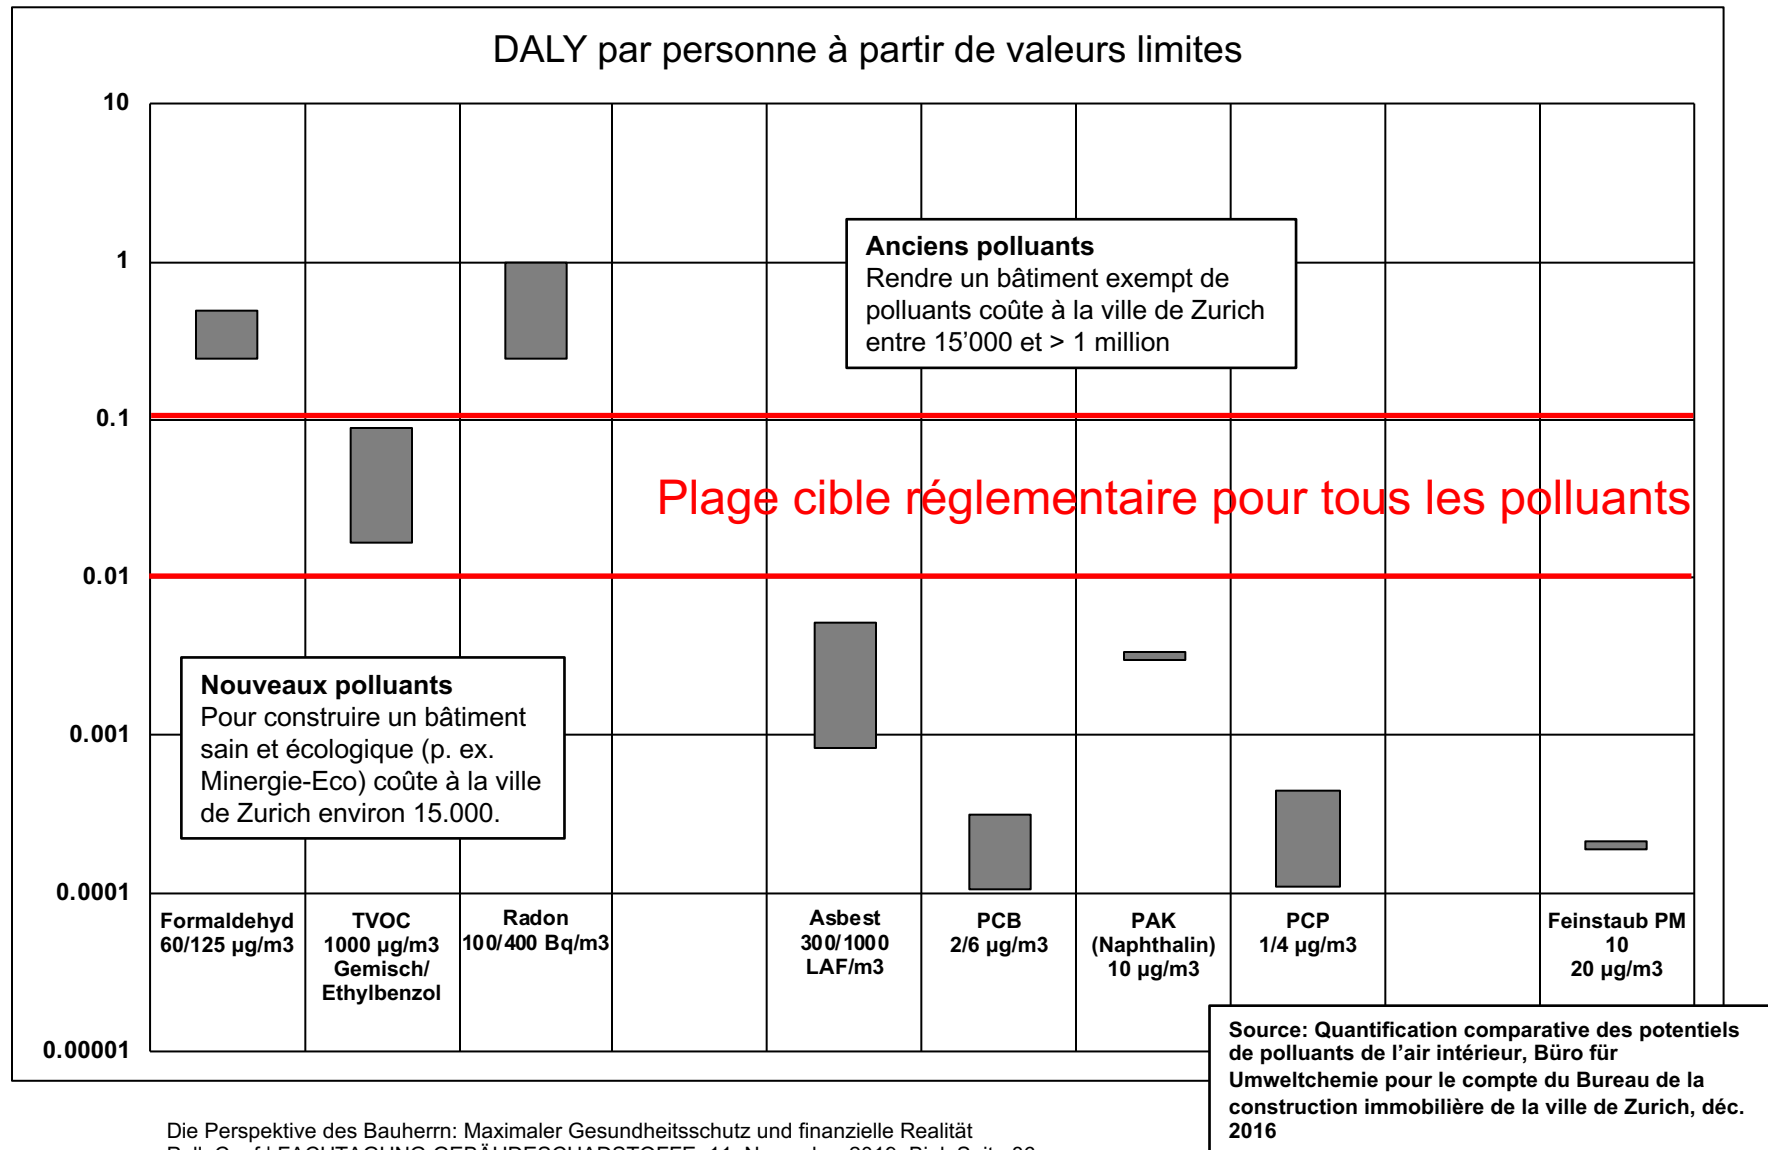 DALY par personne à partir de valeurs limites
10
1
0.1
0.01
0.001
0.0001
0.00001
Anciens polluants
Rendre un bâtiment exempt de
polluants coûte à la ville de Zurich
entre 15’000 et > 1 million
Plage cible réglementaire pour tous les polluants
Nouveaux polluants
Pour construire un bâtiment
sain et écologique (p. ex.
Minergie-Eco) coûte à la ville
de Zurich environ 15.000.
Formaldehyd
60/125 µg/m3
TVOC
1000 µg/m3
Gemisch/
Ethylbenzol
Radon
100/400 Bq/m3
Asbest
300/1000
LAF/m3
PCB
2/6 µg/m3
PAK
(Naphthalin)
10 µg/m3
PCP
1/4 µg/m3
Feinstaub PM
10
20 µg/m3
Source: Quantification comparative des potentiels
de polluants de l’air intérieur, Büro für
Umweltchemie pour le compte du Bureau de la
construction immobilière de la ville de Zurich, déc.
2016
Die Perspektive des Bauherrn: Maximaler Gesundheitsschutz und finanzielle Realität